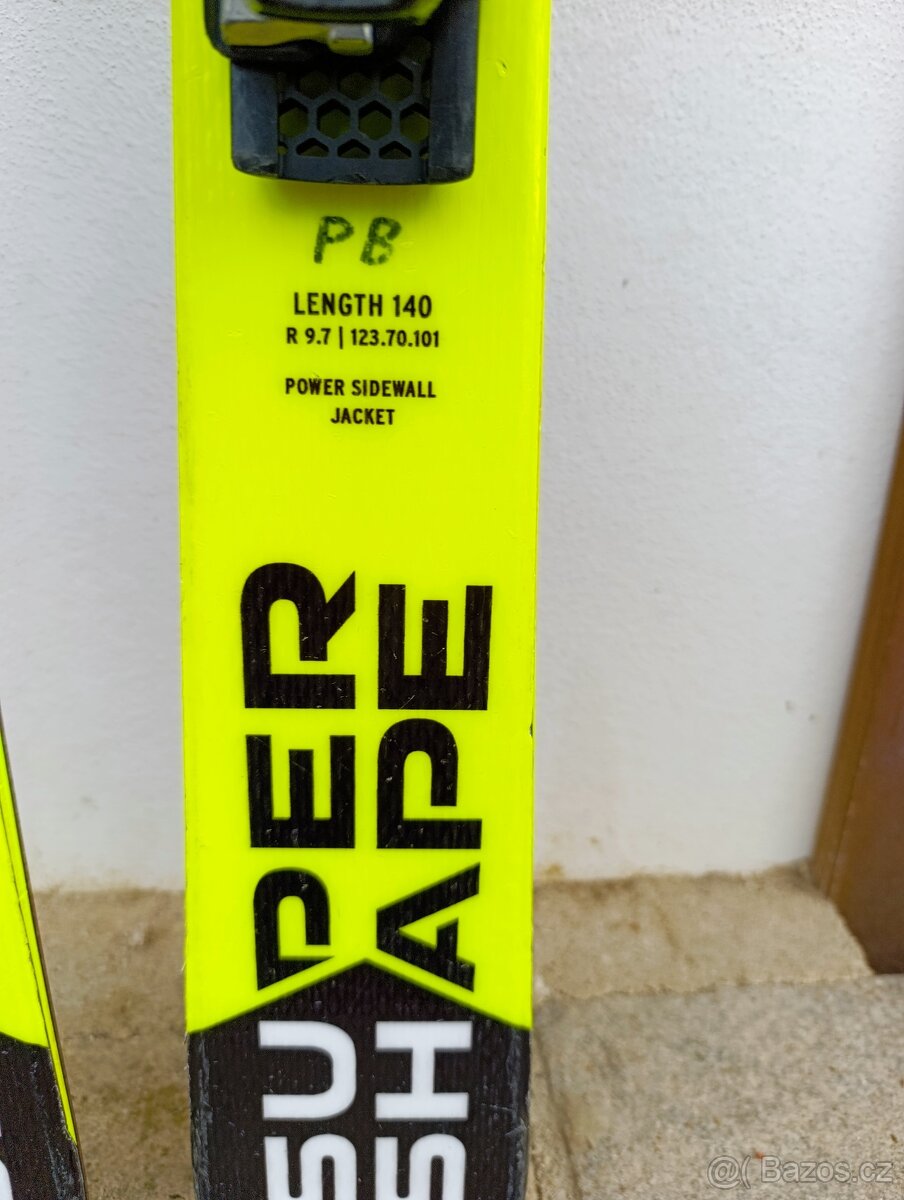 PB
LENGTH 140
R 9.7 | 123.70.101
POWER SIDEWALL
JACKET
SUPER
SHAPE
@( Bazos.cz